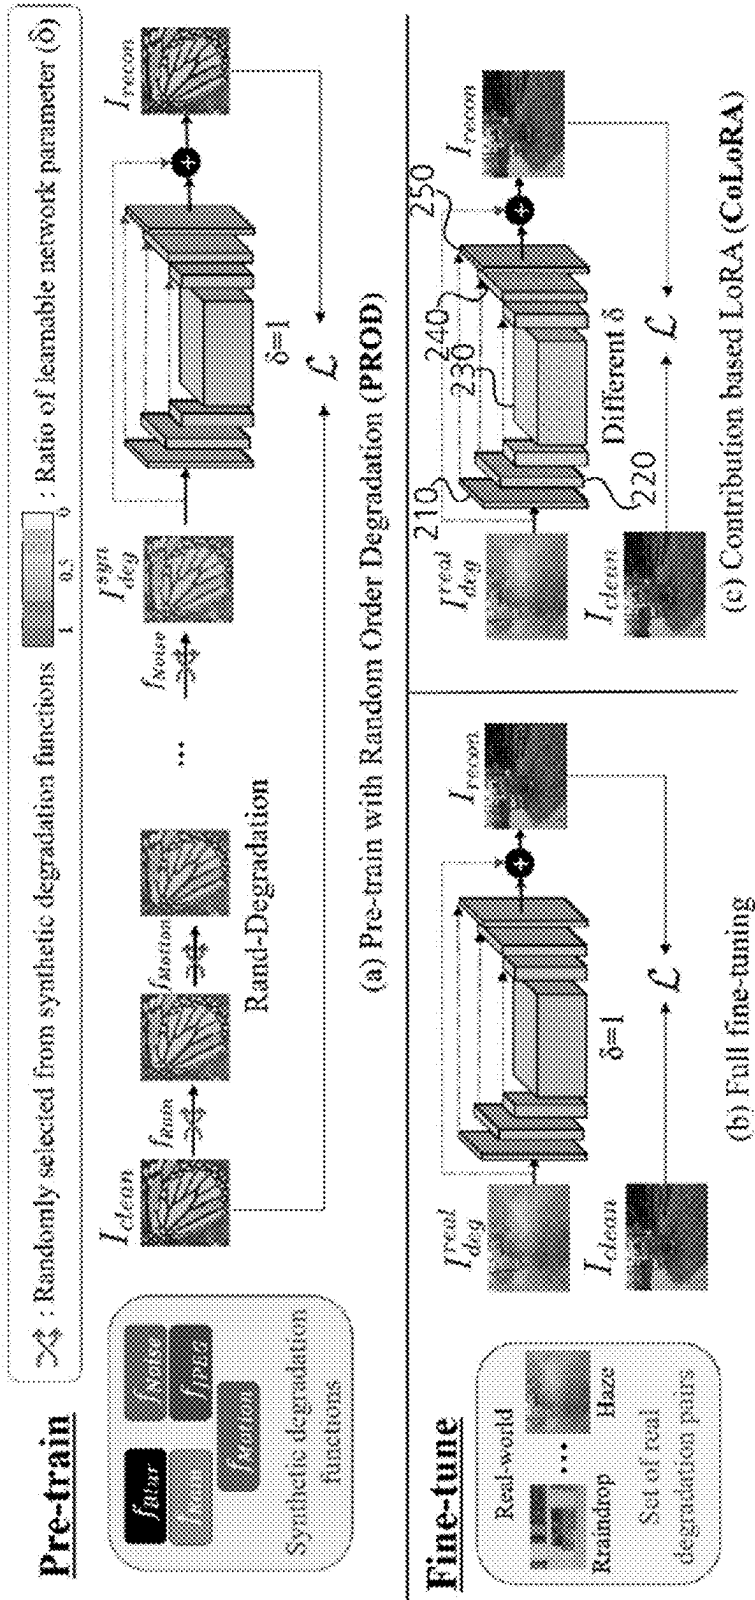 Pre-train
: Randomly selected from synthetic degradation functions
1 0.5 0
: Ratio of learnable network parameter (δ)
f_Blur
f_Noise
f_JPEG
f_Motion
Synthetic degradation
functions
I_clean
f_Rain
f_Motion
...
f_Noise
I_deg^syn
I_recon
Rand-Degradation
δ=1
ℒ
(a) Pre-train with Random Order Degradation (PROD)
Fine-tune
Real-world
...
Rraindrop
Haze
Set of real
degradation pairs
I_deg^real
I_recon
δ=1
I_clean
ℒ
(b) Full fine-tuning
I_deg^real
210
220
230
240
250
I_recon
Different δ
I_clean
ℒ
(c) Contribution based LoRA (CoLoRA)